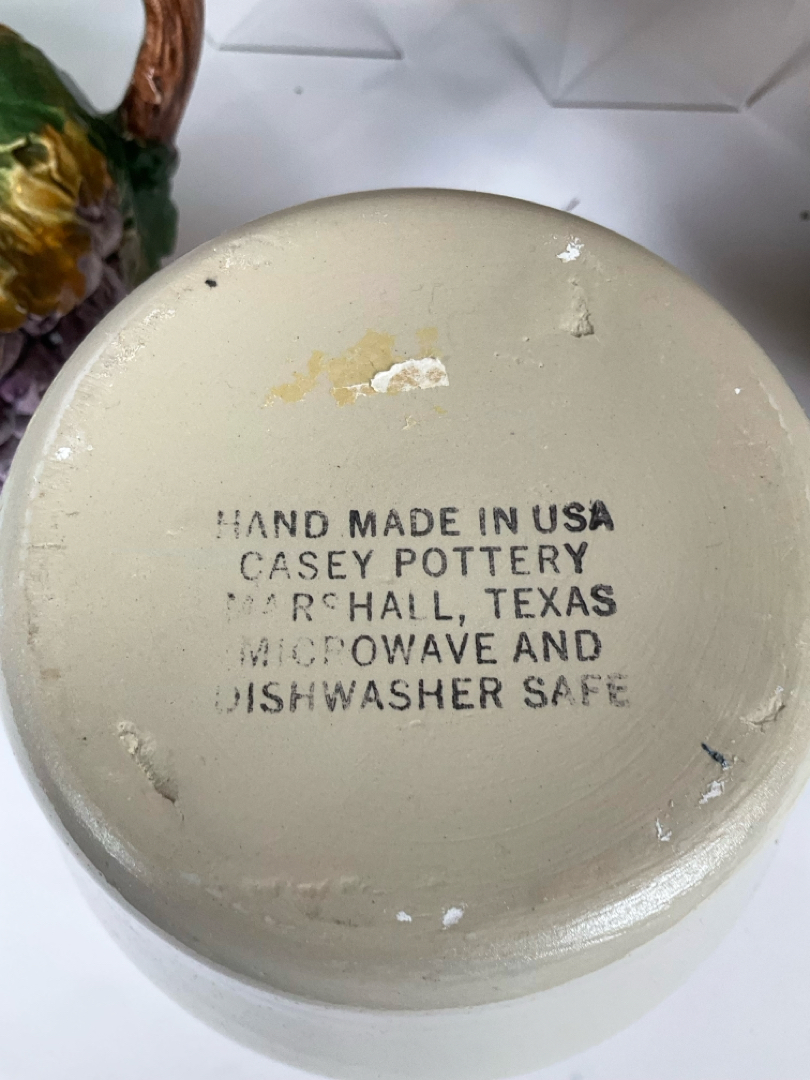 HAND MADE IN USA
CASEY POTTERY
MARSHALL, TEXAS
MICROWAVE AND
DISHWASHER SAFE